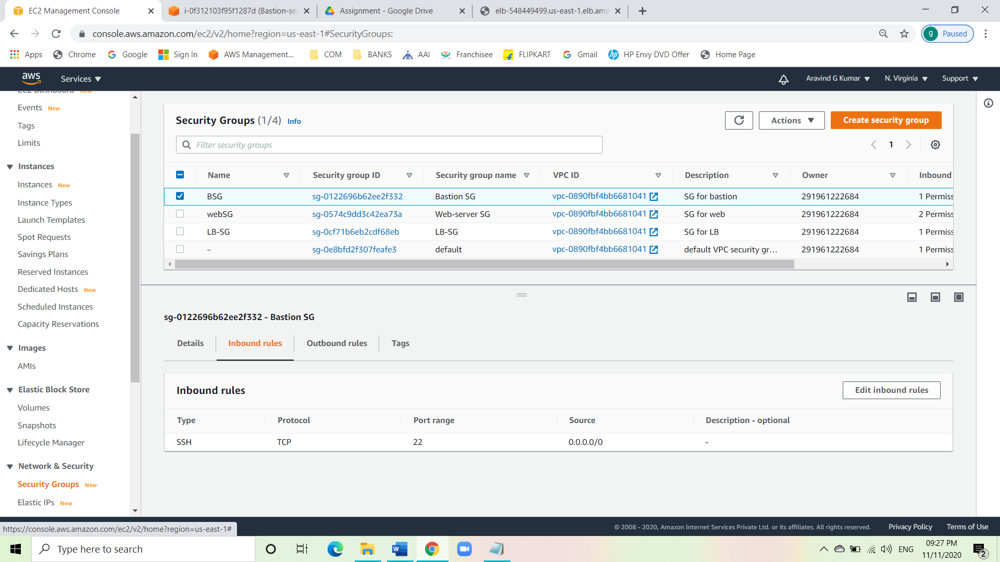 EC2 Management Console
i-0f312103f95f1287d (Bastion-se
Assignment - Google Drive
elb-548449499.us-east-1.elb.ama
console.aws.amazon.com/ec2/v2/home?region=us-east-1#SecurityGroups:
g Paused
Apps Chrome Google Sign In AWS Management... COM BANKS AAI Franchisee FLIPKART Gmail HP Envy DVD Offer Home Page
aws Services Aravind G Kumar N. Virginia Support
EC2 Dashboard New
Events New
Tags
Limits
Instances
Instances New
Instance Types
Launch Templates
Spot Requests
Savings Plans
Reserved Instances
Dedicated Hosts New
Scheduled Instances
Capacity Reservations
Images
AMIs
Elastic Block Store
Volumes
Snapshots
Lifecycle Manager
Network & Security
Security Groups New
Elastic IPs New
Security Groups (1/4) Info
Actions
Create security group
Filter security groups
1
Name Security group ID Security group name VPC ID Description Owner Inbound
BSG sg-0122696b62ee2f332 Bastion SG vpc-0890fbf4bb6681041 SG for bastion 291961222684 1 Permiss
webSG sg-0574c9dd3c42ea73a Web-server SG vpc-0890fbf4bb6681041 SG for web 291961222684 2 Permiss
LB-SG sg-0cf71b6eb2cdf68eb LB-SG vpc-0890fbf4bb6681041 SG for LB 291961222684 1 Permiss
– sg-0e8bfd2f307feafe3 default vpc-0890fbf4bb6681041 default VPC security gr... 291961222684 1 Permiss
sg-0122696b62ee2f332 - Bastion SG
Details Inbound rules Outbound rules Tags
Inbound rules
Edit inbound rules
Type Protocol Port range Source Description - optional
SSH TCP 22 0.0.0.0/0 -
https://console.aws.amazon.com/ec2/v2/home?region=us-east-1#
© 2008 - 2020, Amazon Internet Services Private Ltd. or its affiliates. All rights reserved. Privacy Policy Terms of Use
Type here to search
ENG
09:27 PM
11/11/2020
2